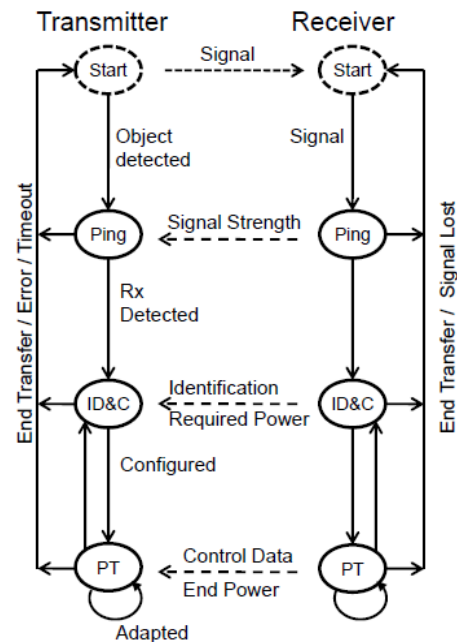 Transmitter Receiver
Start Signal Start
Object
detected
Signal
Ping Signal Strength Ping
Rx
Detected
ID&C Identification ID&C
Required Power
Configured
PT Control Data PT
End Power
Adapted
End Transfer / Error / Timeout
End Transfer / Signal Lost